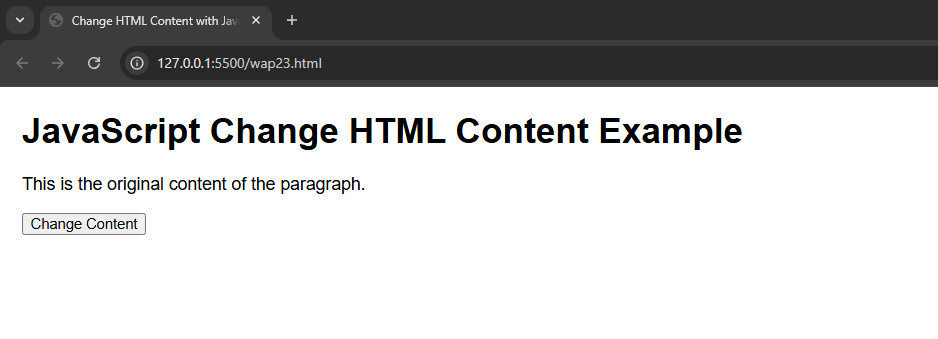 Change HTML Content with Jav
127.0.0.1:5500/wap23.html
JavaScript Change HTML Content Example
This is the original content of the paragraph.
Change Content